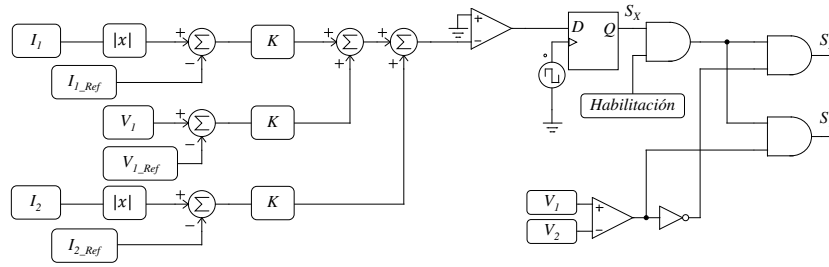 I1 |x| + − Σ K + + Σ + + Σ + − D Q SX
I1_Ref
Habilitación
V1 + − Σ K
V1_Ref
I2 |x| + − Σ K
I2_Ref
V1 +
V2 −
S
S